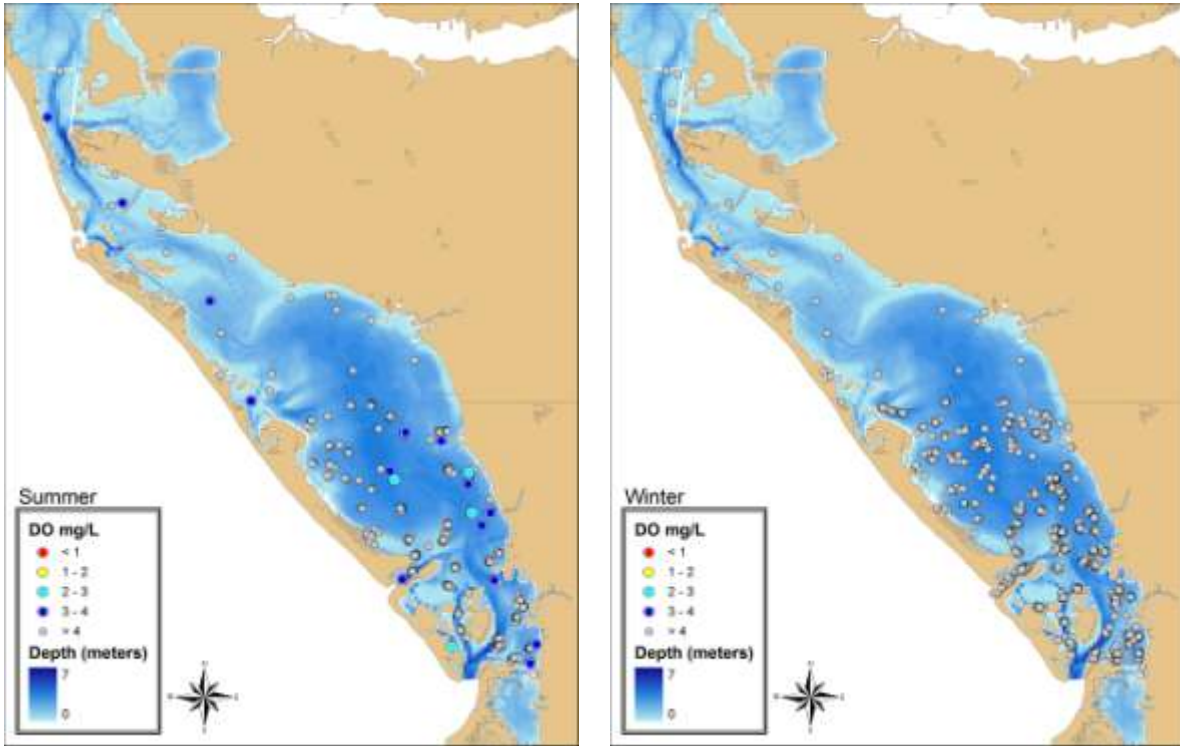 Summer
DO mg/L
< 1
1 - 2
2 - 3
3 - 4
> 4
Depth (meters)
7
0
Winter
DO mg/L
< 1
1 - 2
2 - 3
3 - 4
> 4
Depth (meters)
7
0